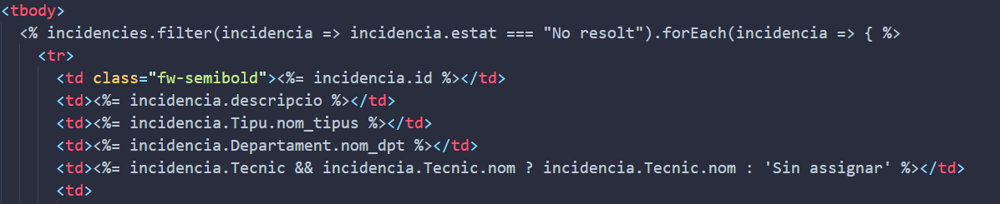 <tbody>
<% incidencies.filter(incidencia => incidencia.estat === "No resolt").forEach(incidencia => { %>
<tr>
<td class="fw-semibold"><%= incidencia.id %></td>
<td><%= incidencia.descripcio %></td>
<td><%= incidencia.Tipu.nom_tipus %></td>
<td><%= incidencia.Departament.nom_dpt %></td>
<td><%= incidencia.Tecnic && incidencia.Tecnic.nom ? incidencia.Tecnic.nom : 'Sin assignar' %></td>
<td>